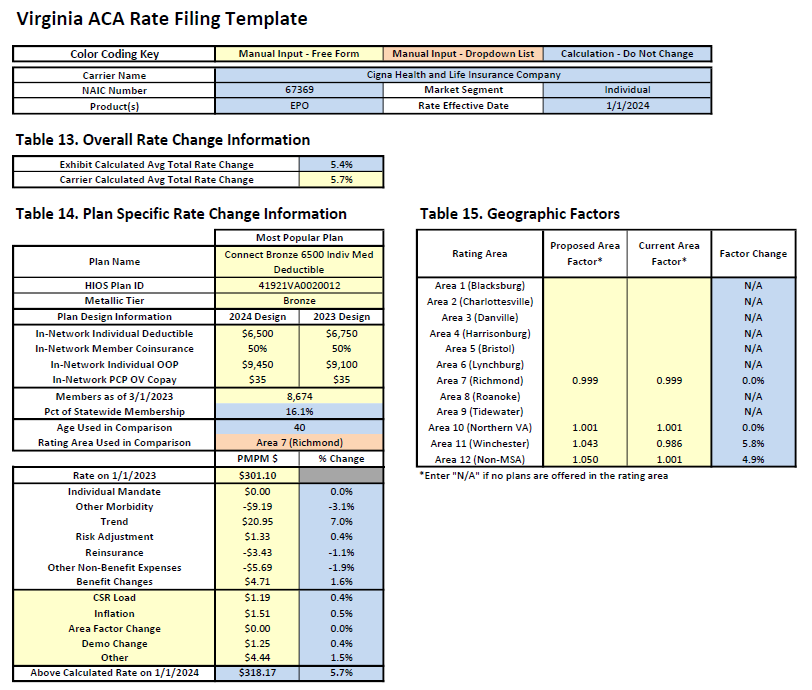 Virginia ACA Rate Filing Template
Color Coding Key Manual Input - Free Form Manual Input - Dropdown List Calculation - Do Not Change
Carrier Name Cigna Health and Life Insurance Company
NAIC Number 67369 Market Segment Individual
Product(s) EPO Rate Effective Date 1/1/2024
Table 13. Overall Rate Change Information
Exhibit Calculated Avg Total Rate Change 5.4%
Carrier Calculated Avg Total Rate Change 5.7%
Table 14. Plan Specific Rate Change Information
Most Popular Plan
Plan Name Connect Bronze 6500 Indiv Med
Deductible
HIOS Plan ID 41921VA0020012
Metallic Tier Bronze
Plan Design Information 2024 Design 2023 Design
In-Network Individual Deductible $6,500 $6,750
In-Network Member Coinsurance 50% 50%
In-Network Individual OOP $9,450 $9,100
In-Network PCP OV Copay $35 $35
Members as of 3/1/2023 8,674
Pct of Statewide Membership 16.1%
Age Used in Comparison 40
Rating Area Used in Comparison Area 7 (Richmond)
PMPM $ % Change
Rate on 1/1/2023 $301.10
Individual Mandate $0.00 0.0%
Other Morbidity -$9.19 -3.1%
Trend $20.95 7.0%
Risk Adjustment $1.33 0.4%
Reinsurance -$3.43 -1.1%
Other Non-Benefit Expenses -$5.69 -1.9%
Benefit Changes $4.71 1.6%
CSR Load $1.19 0.4%
Inflation $1.51 0.5%
Area Factor Change $0.00 0.0%
Demo Change $1.25 0.4%
Other $4.44 1.5%
Above Calculated Rate on 1/1/2024 $318.17 5.7%
Table 15. Geographic Factors
Rating Area Proposed Area Factor* Current Area Factor* Factor Change
Area 1 (Blacksburg) N/A
Area 2 (Charlottesville) N/A
Area 3 (Danville) N/A
Area 4 (Harrisonburg) N/A
Area 5 (Bristol) N/A
Area 6 (Lynchburg) N/A
Area 7 (Richmond) 0.999 0.999 0.0%
Area 8 (Roanoke) N/A
Area 9 (Tidewater) N/A
Area 10 (Northern VA) 1.001 1.001 0.0%
Area 11 (Winchester) 1.043 0.986 5.8%
Area 12 (Non-MSA) 1.050 1.001 4.9%
*Enter "N/A" if no plans are offered in the rating area